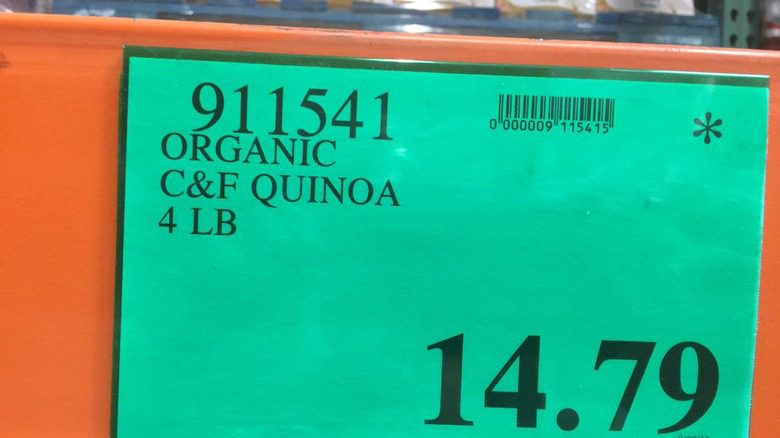 911541
0 000009 115415
*
ORGANIC
C&F QUINOA
4 LB
14.79